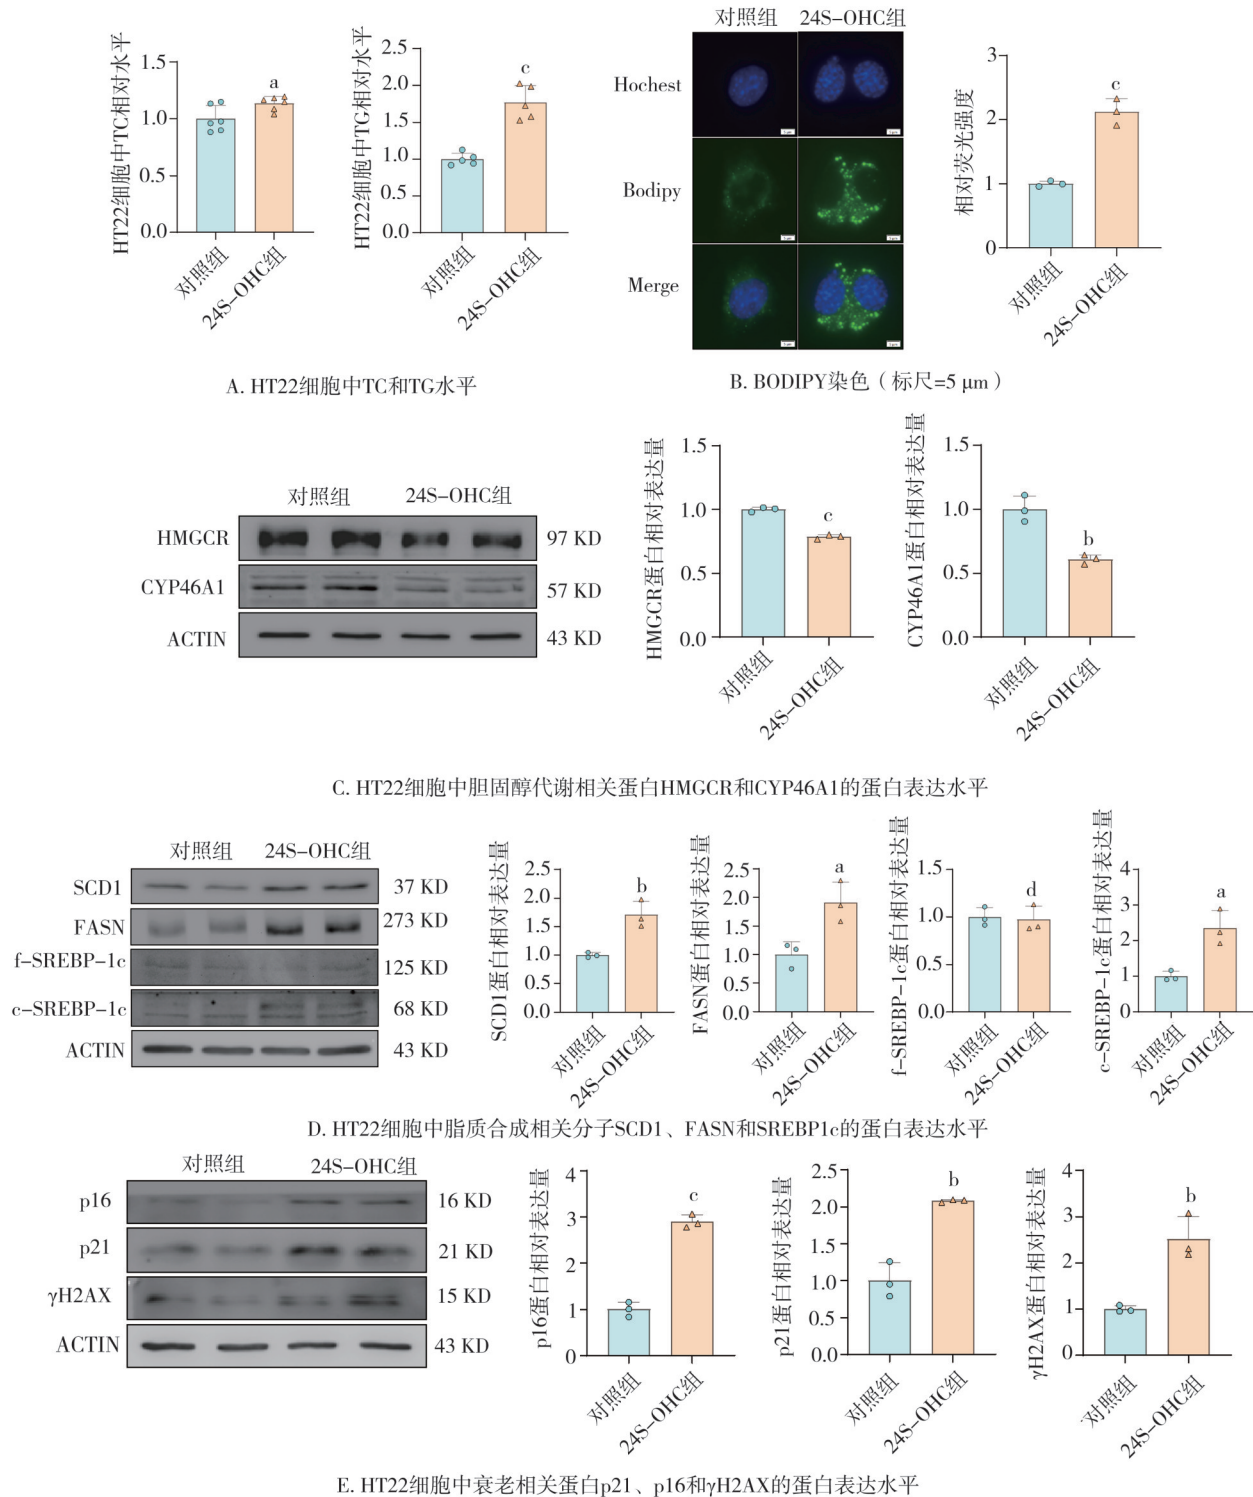 HT22细胞中TC相对水平
1.5
1.0
0.5
0.0
a
对照组
24S-OHC组
HT22细胞中TG相对水平
2.5
2.0
1.5
1.0
0.5
0.0
c
对照组
24S-OHC组
A. HT22细胞中TC和TG水平
对照组 24S-OHC组
Hochest
Bodipy
Merge
相对荧光强度
3
2
1
0
c
对照组
24S-OHC组
B. BODIPY染色（标尺=5 μm）
对照组 24S-OHC组
HMGCR 97 KD
CYP46A1 57 KD
ACTIN 43 KD
HMGCR蛋白相对表达量
1.5
1.0
0.5
0.0
c
对照组
24S-OHC组
CYP46A1蛋白相对表达量
1.5
1.0
0.5
0.0
b
对照组
24S-OHC组
C. HT22细胞中胆固醇代谢相关蛋白HMGCR和CYP46A1的蛋白表达水平
对照组 24S-OHC组
SCD1 37 KD
FASN 273 KD
f-SREBP-1c 125 KD
c-SREBP-1c 68 KD
ACTIN 43 KD
SCD1蛋白相对表达量
2.5
2.0
1.5
1.0
0.5
0.0
b
对照组
24S-OHC组
FASN蛋白相对表达量
2.5
2.0
1.5
1.0
0.5
0.0
a
对照组
24S-OHC组
f-SREBP-1c蛋白相对表达量
1.5
1.0
0.5
0.0
d
对照组
24S-OHC组
c-SREBP-1c蛋白相对表达量
4
3
2
1
0
a
对照组
24S-OHC组
D. HT22细胞中脂质合成相关分子SCD1、FASN和SREBP1c的蛋白表达水平
对照组 24S-OHC组
p16 16 KD
p21 21 KD
γH2AX 15 KD
ACTIN 43 KD
p16蛋白相对表达量
4
3
2
1
0
c
对照组
24S-OHC组
p21蛋白相对表达量
2.5
2.0
1.5
1.0
0.5
0.0
b
对照组
24S-OHC组
γH2AX蛋白相对表达量
4
3
2
1
0
b
对照组
24S-OHC组
E. HT22细胞中衰老相关蛋白p21、p16和γH2AX的蛋白表达水平